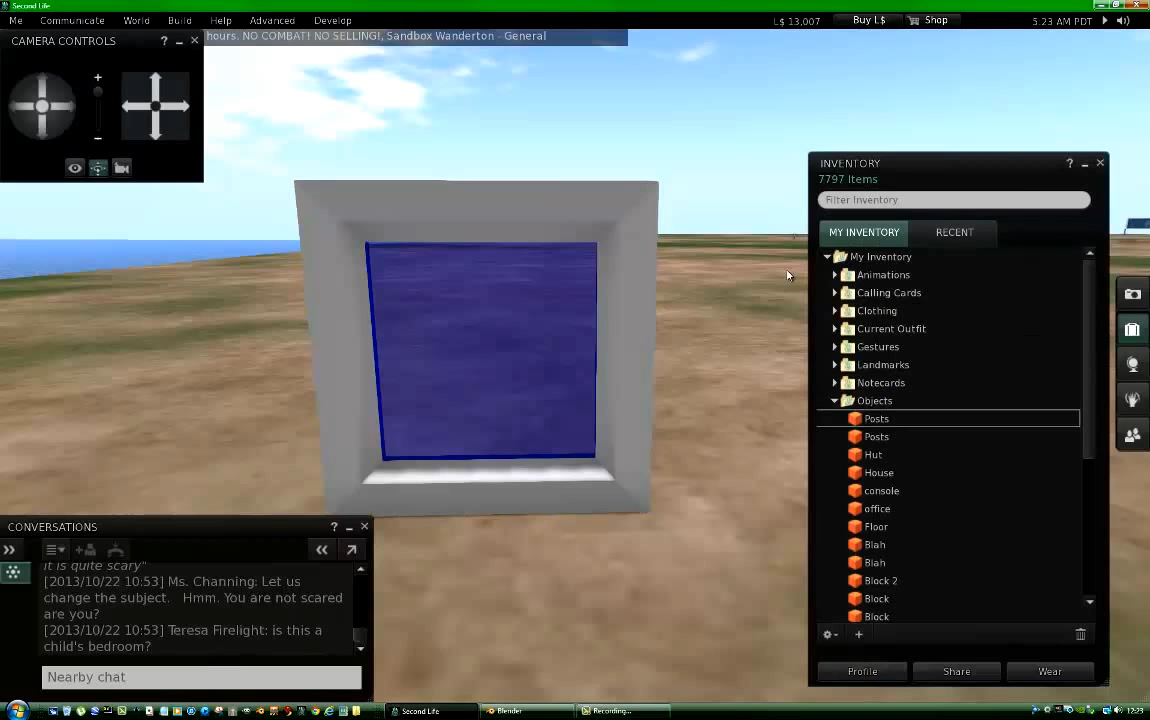 Second Life
Me Communicate World Build Help Advanced Develop
L$ 13,007 Buy L$ Shop 5:23 AM PDT
hours. NO COMBAT! NO SELLING!, Sandbox Wanderton - General
CAMERA CONTROLS ?
INVENTORY ?
7797 Items
Filter Inventory
MY INVENTORY RECENT
My Inventory
Animations
Calling Cards
Clothing
Current Outfit
Gestures
Landmarks
Notecards
Objects
Posts
Posts
Hut
House
console
office
Floor
Blah
Blah
Block 2
Block
Block
Profile Share Wear
CONVERSATIONS ?
it is quite scary"
[2013/10/22 10:53] Ms. Channing: Let us
change the subject. Hmm. You are not scared
are you?
[2013/10/22 10:53] Teresa Firelight: is this a
child's bedroom?
Nearby chat
Second Life Blender Recording... 12:23